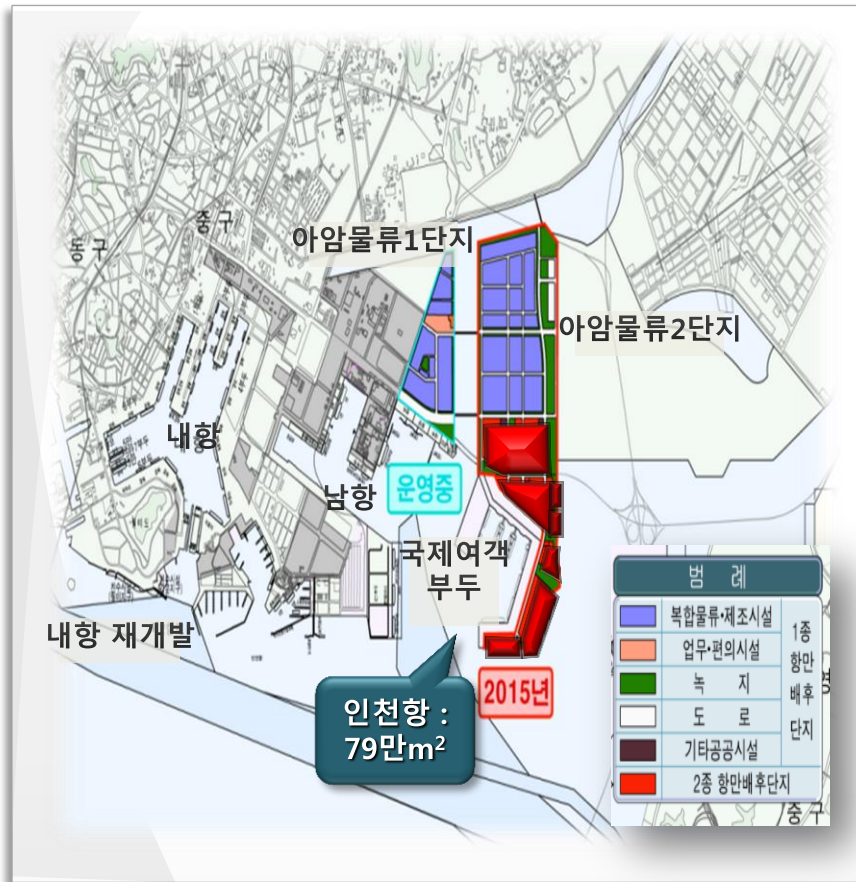 중구
동구
아암물류1단지
아암물류2단지
내항
남항
운영중
국제여객
부두
내항 재개발
2015년
인천항 :
79만m²
범 례
복합물류•제조시설
업무•편의시설
녹 지
도 로
기타공공시설
1종
항만
배후
단지
2종 항만배후단지
중구